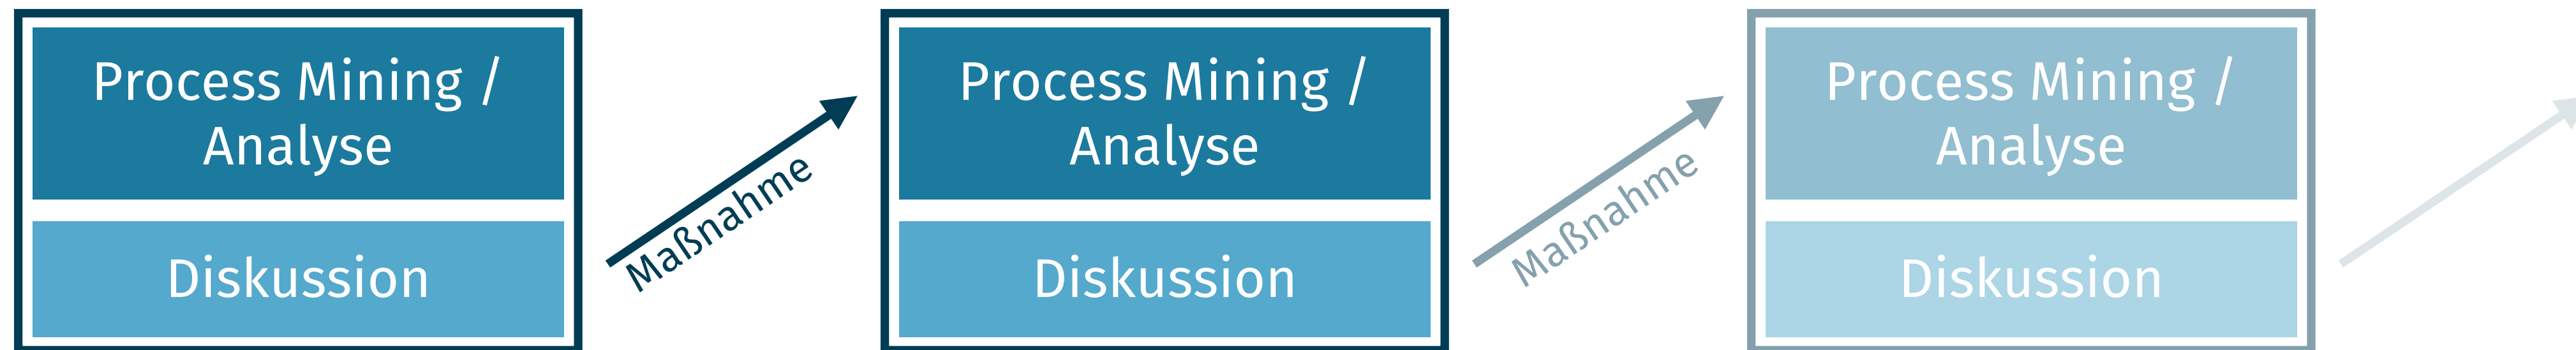 Process Mining /
Analyse
Diskussion
Maßnahme
Process Mining /
Analyse
Diskussion
Maßnahme
Process Mining /
Analyse
Diskussion